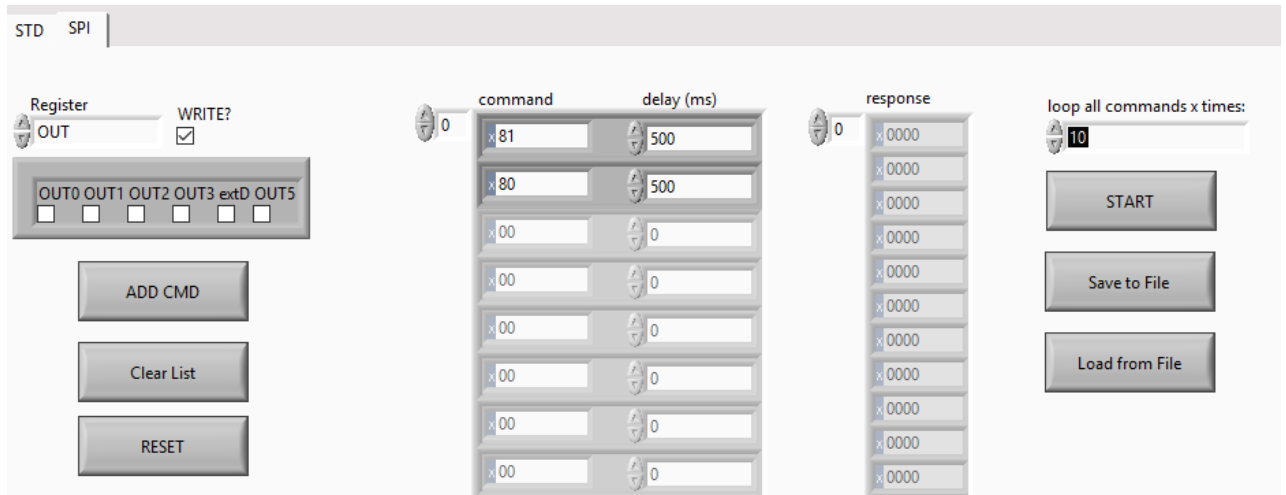 STD SPI
Register WRITE?
OUT
OUT0 OUT1 OUT2 OUT3 extD OUT5
ADD CMD
Clear List
RESET
command delay (ms)
0
x 81 500
x 80 500
x 00 0
x 00 0
x 00 0
x 00 0
x 00 0
x 00 0
response
0
x 0000
x 0000
x 0000
x 0000
x 0000
x 0000
x 0000
x 0000
x 0000
x 0000
x 0000
loop all commands x times:
10
START
Save to File
Load from File